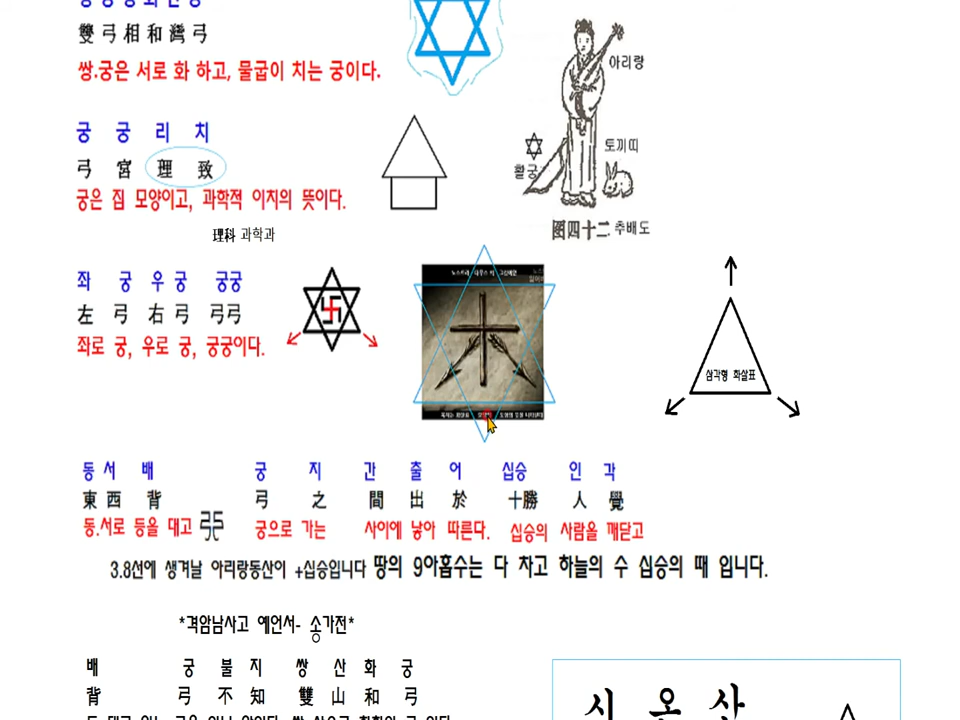 雙弓相和灣弓
쌍.궁은 서로 화 하고, 물굽이 치는 궁이다.
아리랑
궁 궁 리 치
弓 宮 理 致
토끼띠
활궁
궁은 집 모양이고, 과학적 이치의 뜻이다.
图四十二 추배도
理科 과학과
좌 궁 우 궁 궁궁
左 弓 右 弓 弓弓
좌로 궁, 우로 궁, 궁궁이다.
삼각형 화살표
동 서 배 궁 지 간 출 어 십승 인 각
東 西 背 弓 之 間 出 於 十勝 人 覺
동.서로 등을 대고 궁으로 가는 사이에 낳아 따른다. 십승의 사람을 깨닫고
3.8선에 생겨날 아리랑동산이 +십승입니다 땅의 9아홉수는 다 차고 하늘의 수 십승의 때 입니다.
*격암남사고 예언서- 송가전*
배 궁 불 지 쌍 산 화 궁
背 弓 不 知 雙 山 和 弓